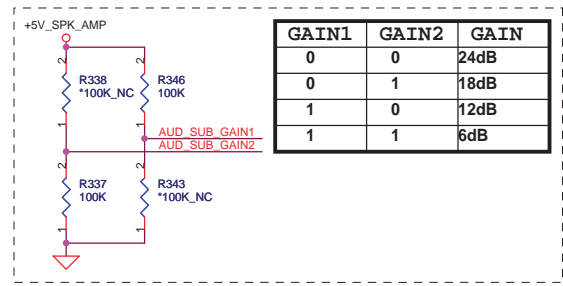 +5V_SPK_AMP
GAIN1 GAIN2 GAIN
0 0 24dB
0 1 18dB
1 0 12dB
1 1 6dB
2 2
R338 R346
*100K_NC 100K
1 1
AUD_SUB_GAIN1
AUD_SUB_GAIN2
2 2
R337 R343
100K *100K_NC
1 1